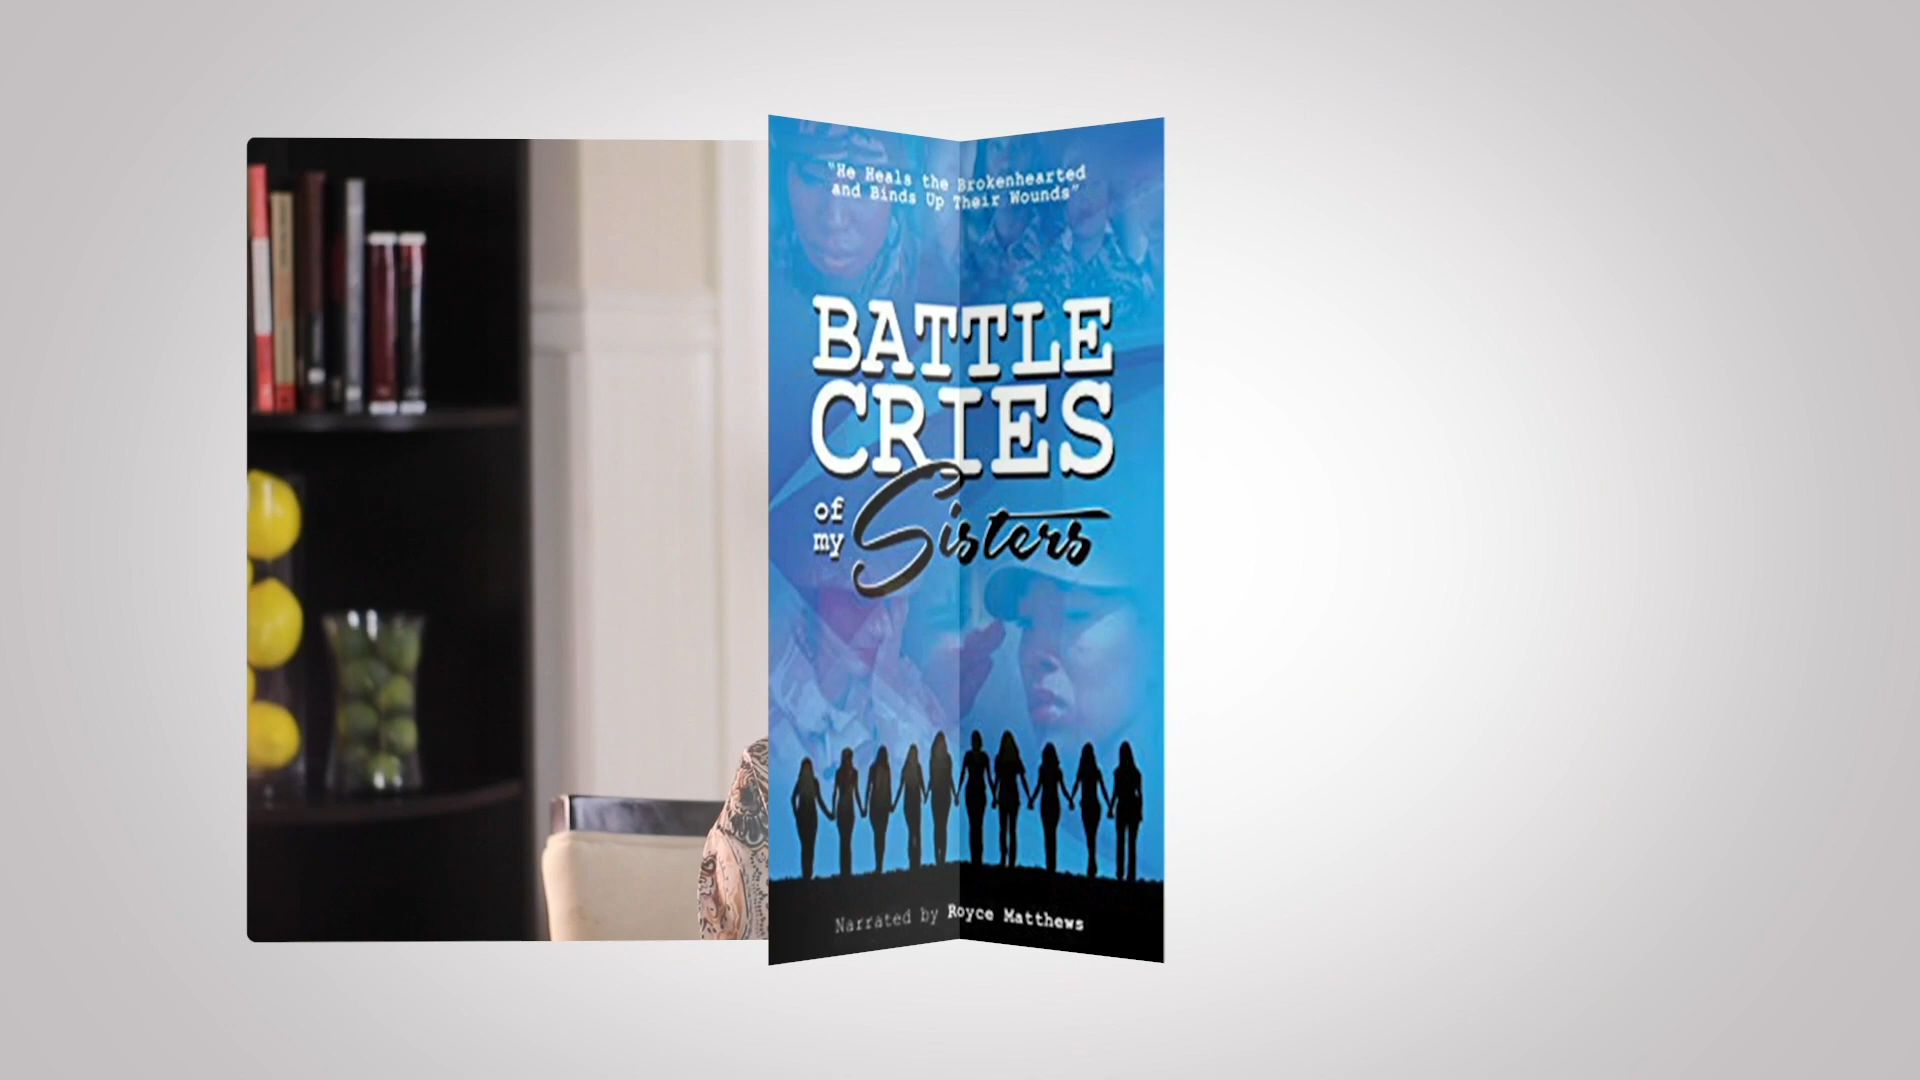 "He Heals the Brokenhearted
and Binds Up Their Wounds"
BATTLE
CRIES
of
my Sisters
Narrated by Royce Matthews